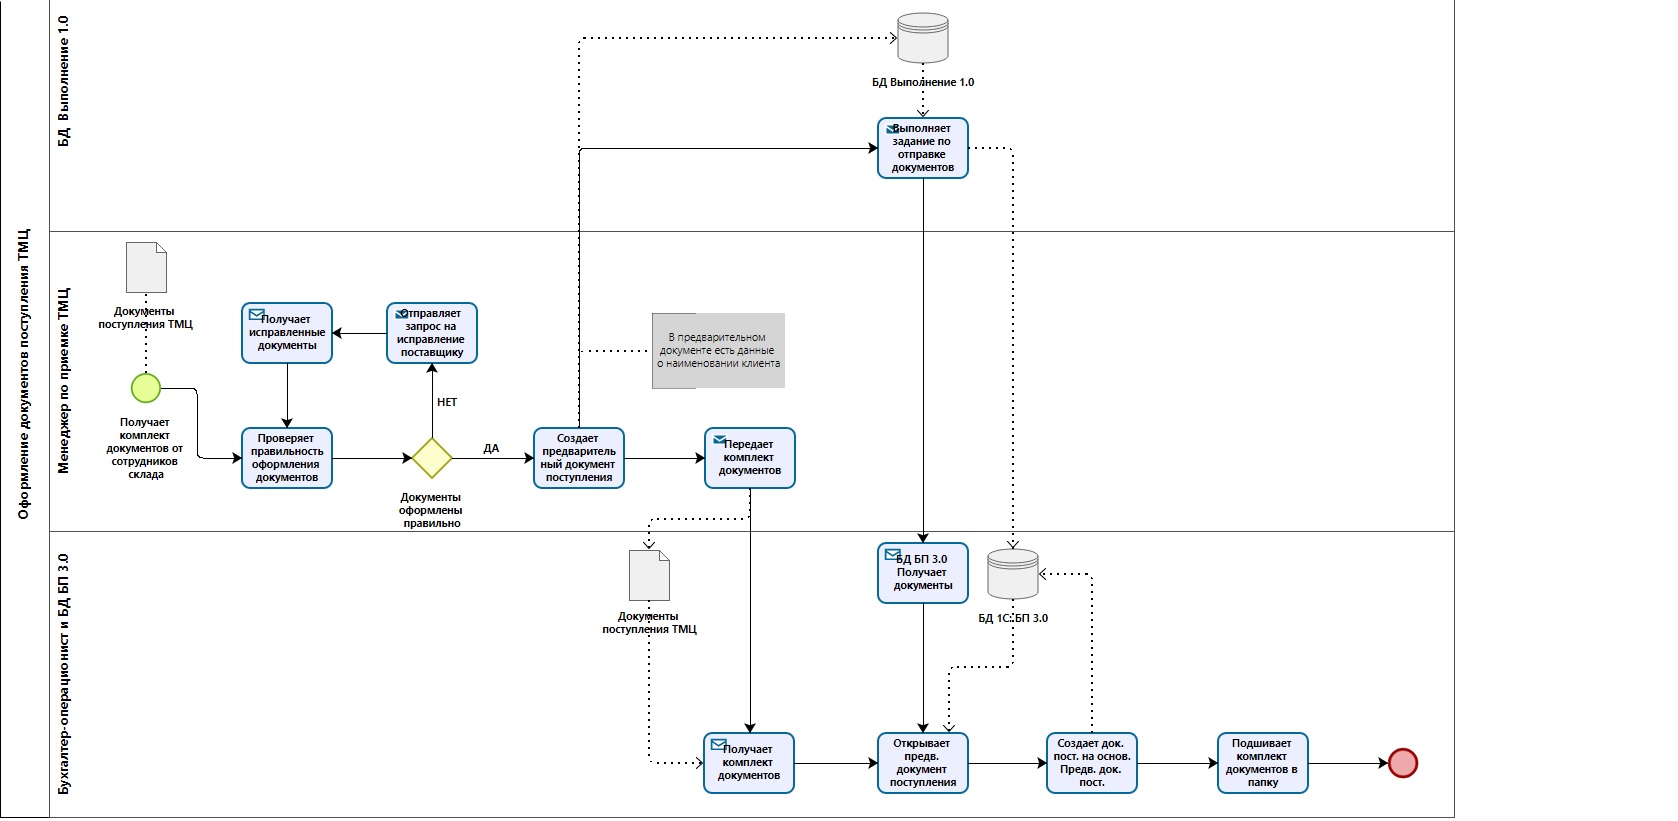 Оформление документов поступления ТМЦ
БД  Выполнение 1.0
БД Выполнение 1.0
Выполняет
задание по
отправке
документов
Менеджер по приемке ТМЦ
Документы
поступления ТМЦ
Получает
комплект
документов от
сотрудников
склада
Получает
исправленные
документы
Отправляет
запрос на
исправление
поставщику
НЕТ
Проверяет
правильность
оформления
документов
Документы
оформлены
правильно
ДА
Создает
предваритель
ный документ
поступления
В предварительном
документе есть данные
о наименовании клиента
Передает
комплект
документов
Бухгалтер-операционист и БД БП 3.0
Документы
поступления ТМЦ
БД БП 3.0
Получает
документы
БД 1С: БП 3.0
Получает
комплект
документов
Открывает
предв.
документ
поступления
Создает док.
пост. на основ.
Предв. док.
пост.
Подшивает
комплект
документов в
папку